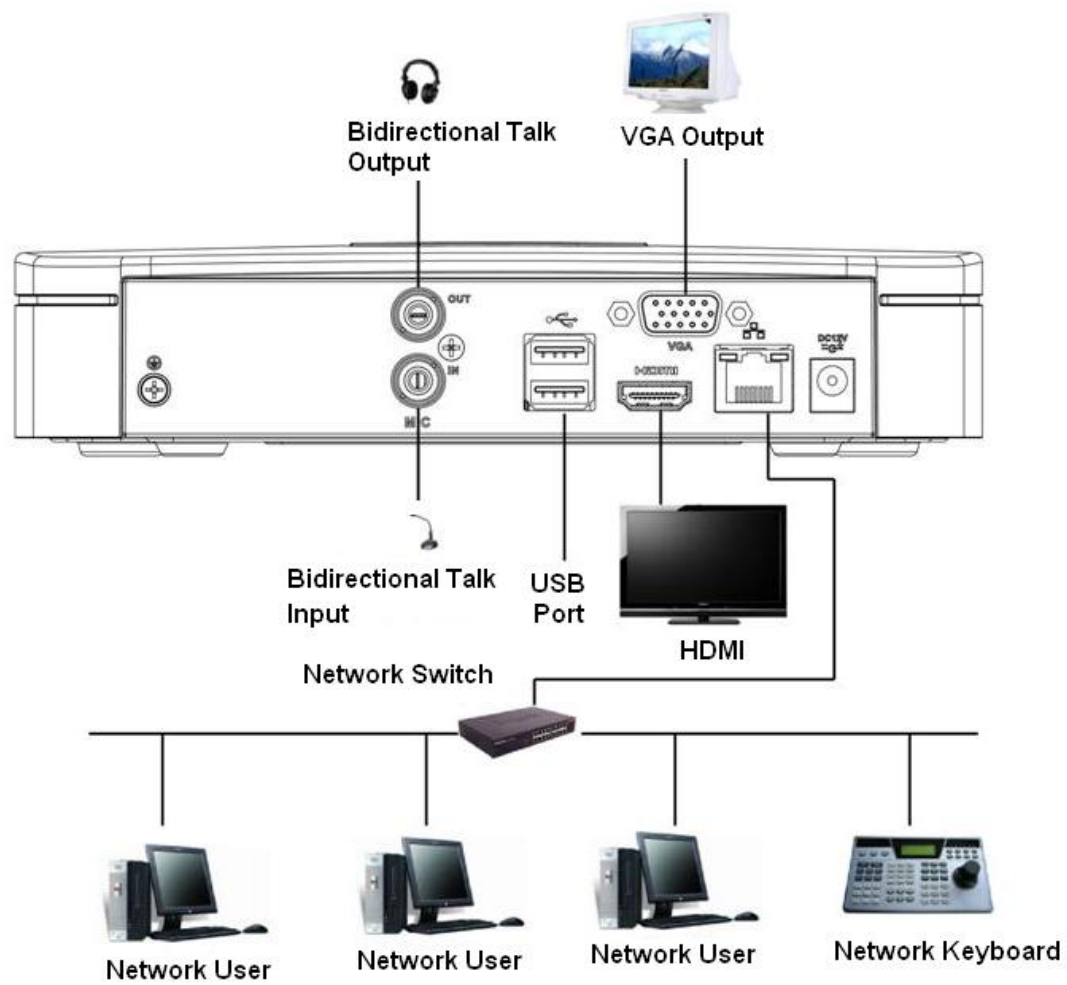 Bidirectional Talk
Output
VGA Output
OUT
VGA
DC12V
HDMI
IN
MIC
Bidirectional Talk
Input
USB
Port
HDMI
Network Switch
Network User
Network User
Network User
Network Keyboard